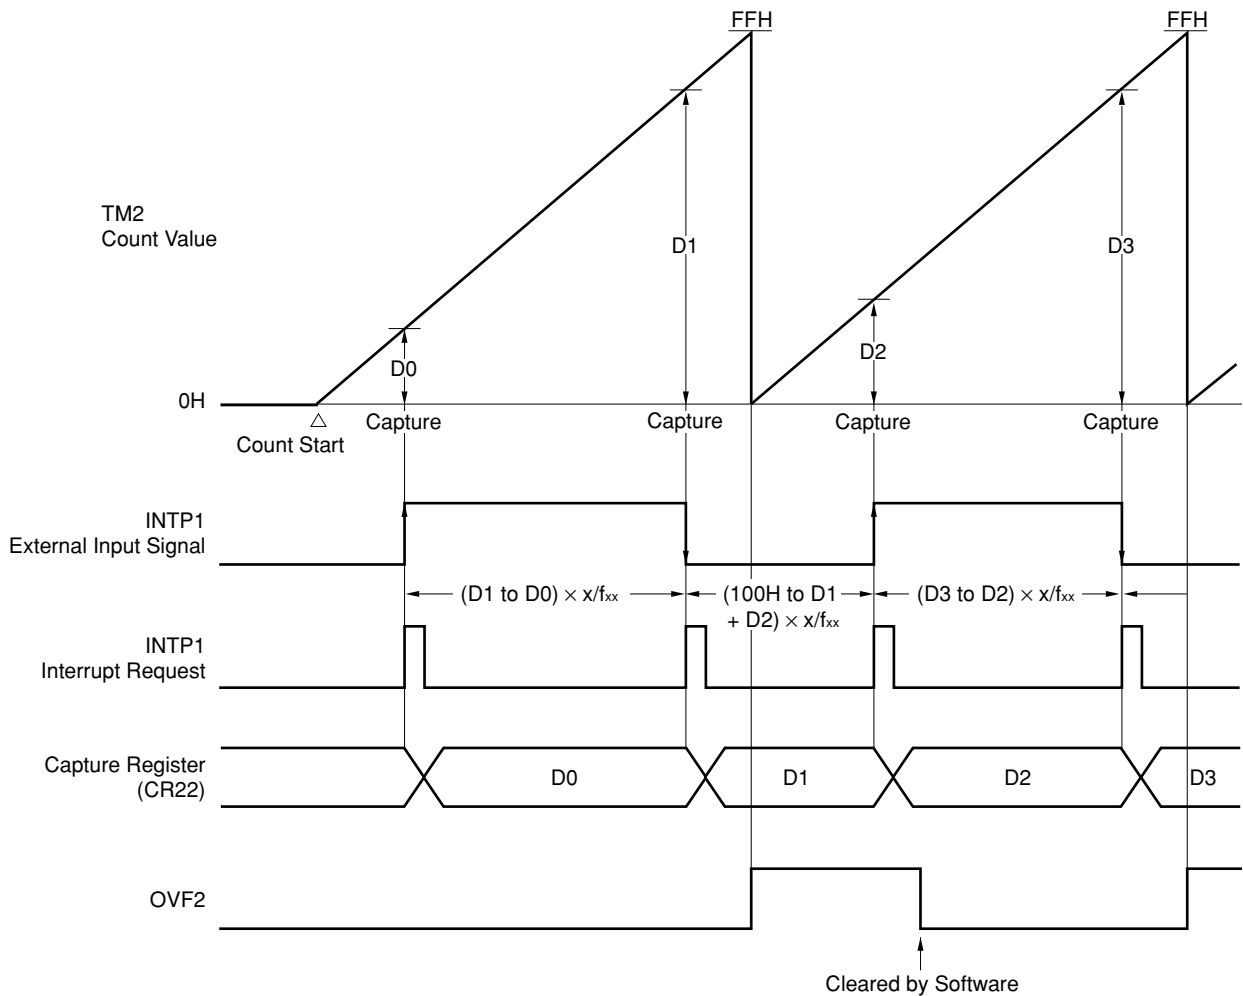 FFH
FFH
TM2
Count Value
D1
D3
D0
D2
0H
Capture
Capture
Capture
Capture
Count Start
INTP1
External Input Signal
(D1 to D0) × x/fxx
(100H to D1
+ D2) × x/fxx
(D3 to D2) × x/fxx
INTP1
Interrupt Request
Capture Register
(CR22)
D0
D1
D2
D3
OVF2
Cleared by Software